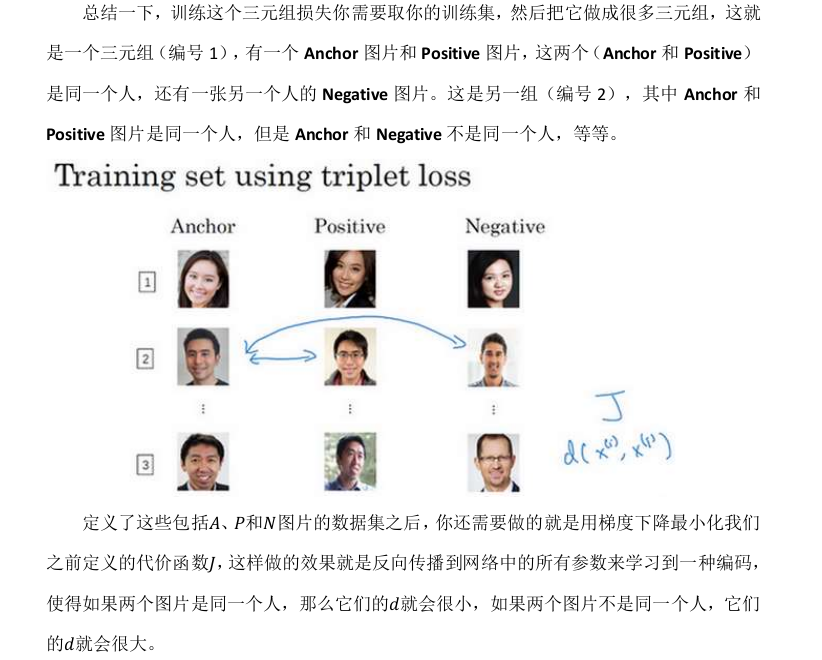 总结一下，训练这个三元组损失你需要取你的训练集，然后把它做成很多三元组，这就
是一个三元组（编号 1），有一个 Anchor 图片和 Positive 图片，这两个（Anchor 和 Positive）
是同一个人，还有一张另一个人的 Negative 图片。这是另一组（编号 2），其中 Anchor 和
Positive 图片是同一个人，但是 Anchor 和 Negative 不是同一个人，等等。
Training set using triplet loss
Anchor Positive Negative
1
2
⋮ ⋮ ⋮
J
3
d(x⁽ⁱ⁾, x⁽ʲ⁾)
定义了这些包括A、P和N图片的数据集之后，你还需要做的就是用梯度下降最小化我们
之前定义的代价函数J，这样做的效果就是反向传播到网络中的所有参数来学习到一种编码，
使得如果两个图片是同一个人，那么它们的d就会很小，如果两个图片不是同一个人，它们
的d就会很大。